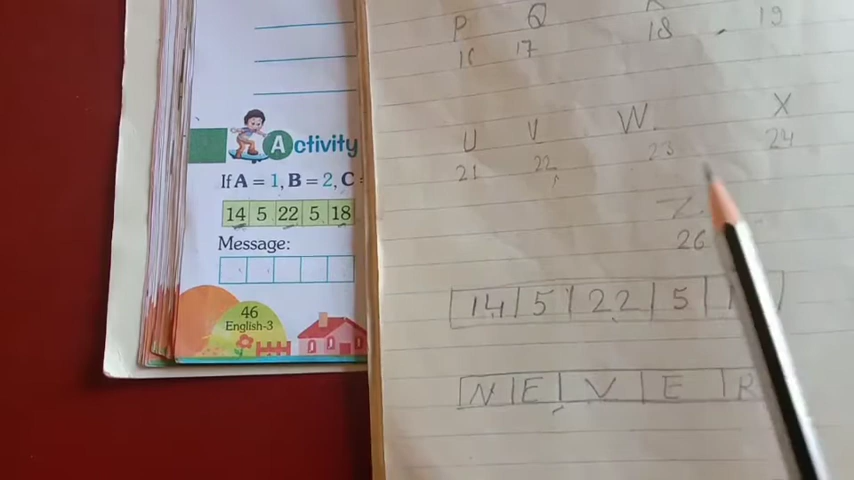 Activity
If A = 1, B = 2, C
14 5 22 5 18
Message:
46
English-3
P Q
16 17 18 19
U V W X
21 22 23 24
Z
26
14 5 22 5
N E V E R